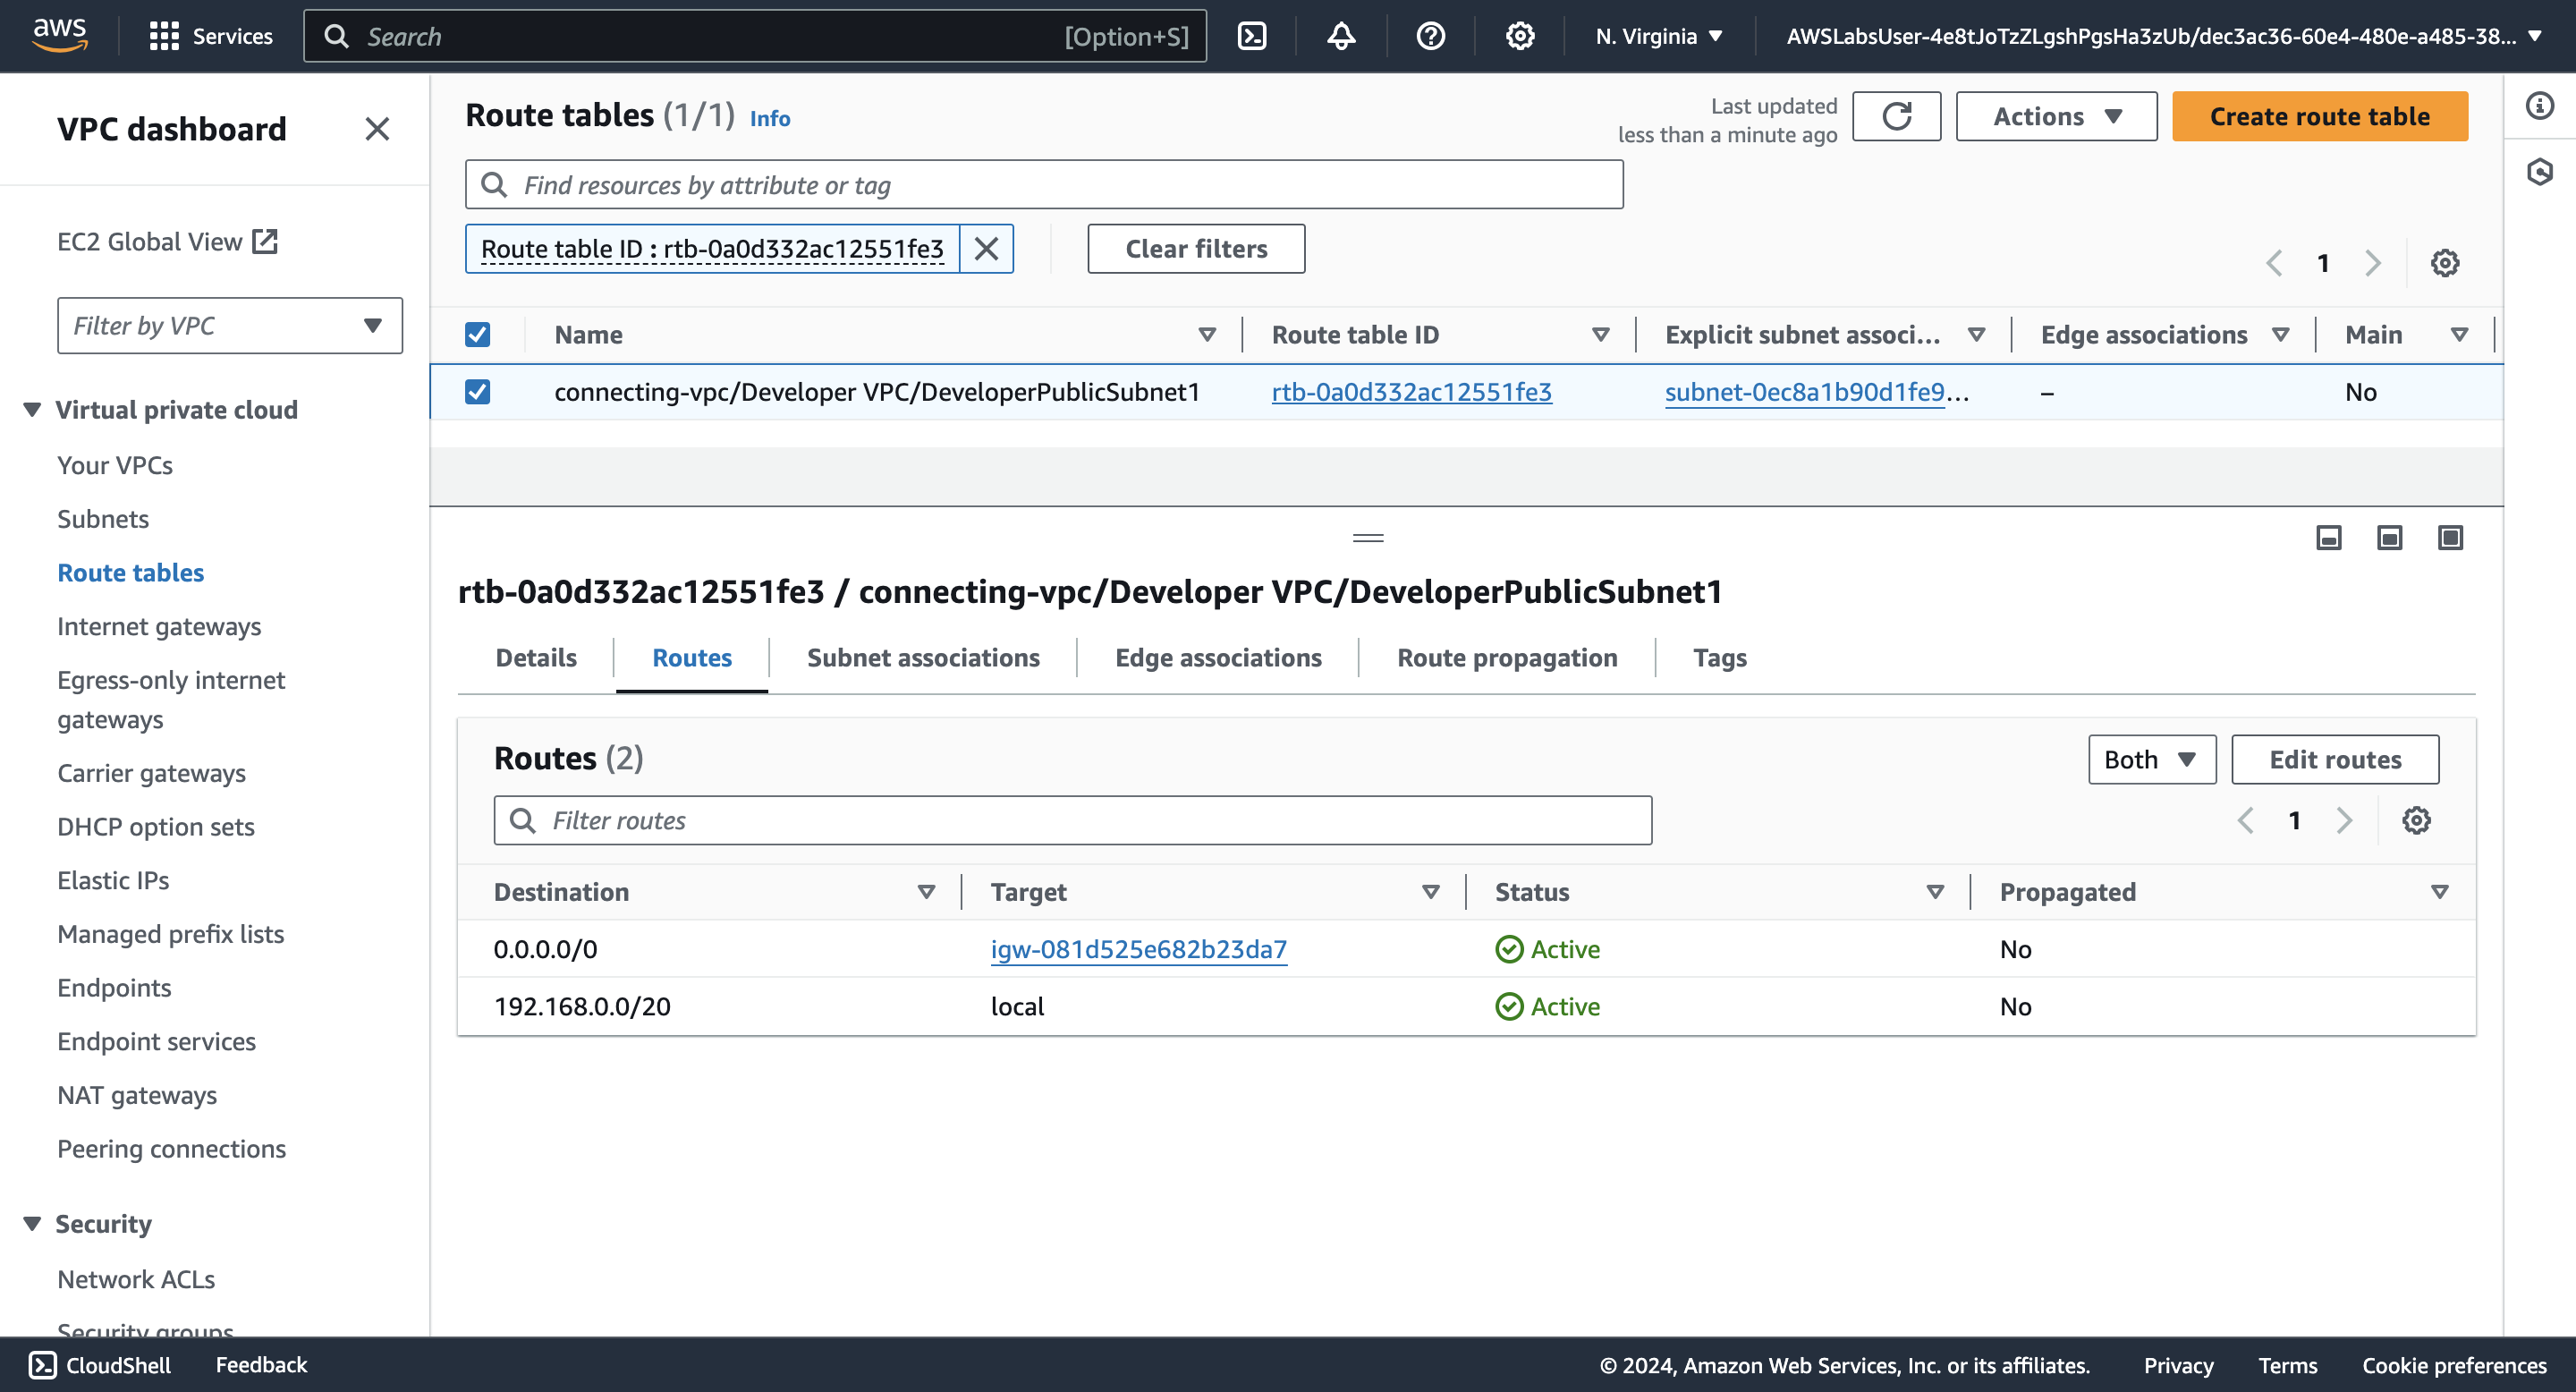 aws
Services
Search
[Option+S]
N. Virginia
AWSLabsUser-4e8tJoTzZLgshPgsHa3zUb/dec3ac36-60e4-480e-a485-38...
VPC dashboard
EC2 Global View
Filter by VPC
Virtual private cloud
Your VPCs
Subnets
Route tables
Internet gateways
Egress-only internet
gateways
Carrier gateways
DHCP option sets
Elastic IPs
Managed prefix lists
Endpoints
Endpoint services
NAT gateways
Peering connections
Security
Network ACLs
Security groups
Route tables (1/1) Info
Last updated
less than a minute ago
Actions
Create route table
Find resources by attribute or tag
Route table ID : rtb-0a0d332ac12551fe3
Clear filters
1
Name Route table ID Explicit subnet associ... Edge associations Main
connecting-vpc/Developer VPC/DeveloperPublicSubnet1 rtb-0a0d332ac12551fe3 subnet-0ec8a1b90d1fe9... – No
rtb-0a0d332ac12551fe3 / connecting-vpc/Developer VPC/DeveloperPublicSubnet1
Details Routes Subnet associations Edge associations Route propagation Tags
Routes (2)
Both
Edit routes
Filter routes
1
Destination Target Status Propagated
0.0.0.0/0 igw-081d525e682b23da7 Active No
192.168.0.0/20 local Active No
CloudShell
Feedback
© 2024, Amazon Web Services, Inc. or its affiliates.
Privacy
Terms
Cookie preferences